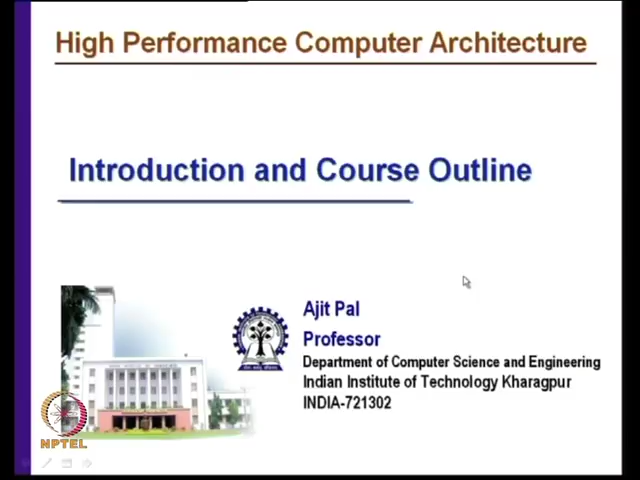 High Performance Computer Architecture
Introduction and Course Outline
Ajit Pal
Professor
Department of Computer Science and Engineering
Indian Institute of Technology Kharagpur
INDIA-721302
NPTEL